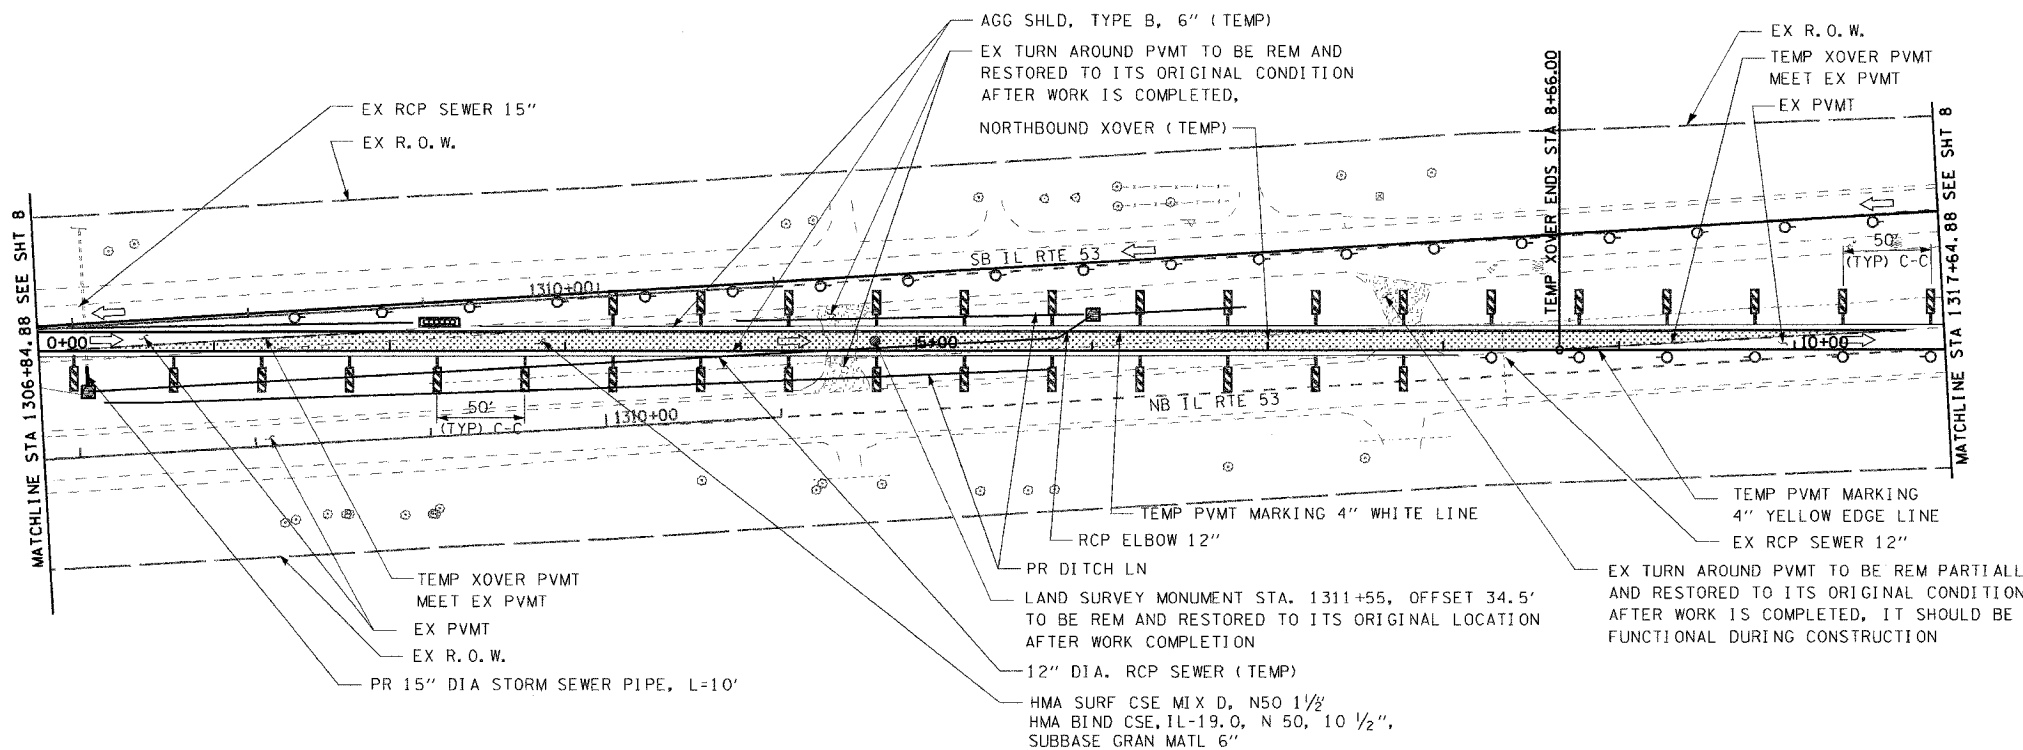 AGG SHLD, TYPE B, 6" (TEMP)
EX TURN AROUND PVMT TO BE REM AND
RESTORED TO ITS ORIGINAL CONDITION
AFTER WORK IS COMPLETED,
NORTHBOUND XOVER (TEMP)
EX R.O.W.
TEMP XOVER PVMT
MEET EX PVMT
EX PVMT
EX RCP SEWER 15"
EX R.O.W.
TEMP XOVER ENDS STA 8+66.00
MATCHLINE STA 1306+84.88 SEE SHT 8
MATCHLINE STA 1317+64.88 SEE SHT 8
SB IL RTE 53
1310+00
50'
(TYP) C-C
0+00
5+00
10+00
50'
(TYP) C-C
1310+00
NB IL RTE 53
TEMP PVMT MARKING 4" WHITE LINE
RCP ELBOW 12"
PR DITCH LN
LAND SURVEY MONUMENT STA. 1311+55, OFFSET 34.5'
TO BE REM AND RESTORED TO ITS ORIGINAL LOCATION
AFTER WORK COMPLETION
12" DIA. RCP SEWER (TEMP)
HMA SURF CSE MIX D, N50 1 1/2"
HMA BIND CSE, IL-19.0, N 50, 10 1/2",
SUBBASE GRAN MATL 6"
TEMP XOVER PVMT
MEET EX PVMT
EX PVMT
EX R.O.W.
PR 15" DIA STORM SEWER PIPE, L=10'
TEMP PVMT MARKING
4" YELLOW EDGE LINE
EX RCP SEWER 12"
EX TURN AROUND PVMT TO BE REM PARTIALL
AND RESTORED TO ITS ORIGINAL CONDITION
AFTER WORK IS COMPLETED, IT SHOULD BE
FUNCTIONAL DURING CONSTRUCTION